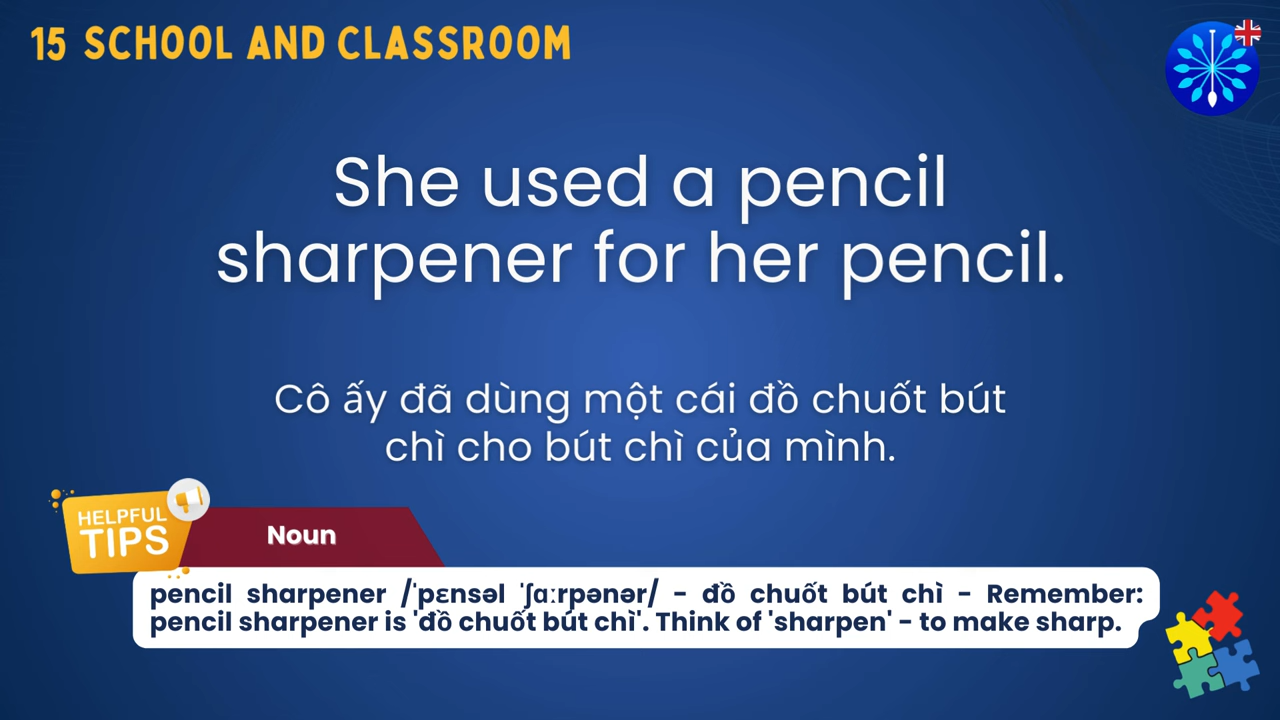 15 SCHOOL AND CLASSROOM
She used a pencil
sharpener for her pencil.
Cô ấy đã dùng một cái đồ chuốt bút
chì cho bút chì của mình.
HELPFUL
TIPS
Noun
pencil sharpener /ˈpɛnsəl ˈʃɑːrpənər/ - đồ chuốt bút chì - Remember:
pencil sharpener is 'đồ chuốt bút chì'. Think of 'sharpen' - to make sharp.